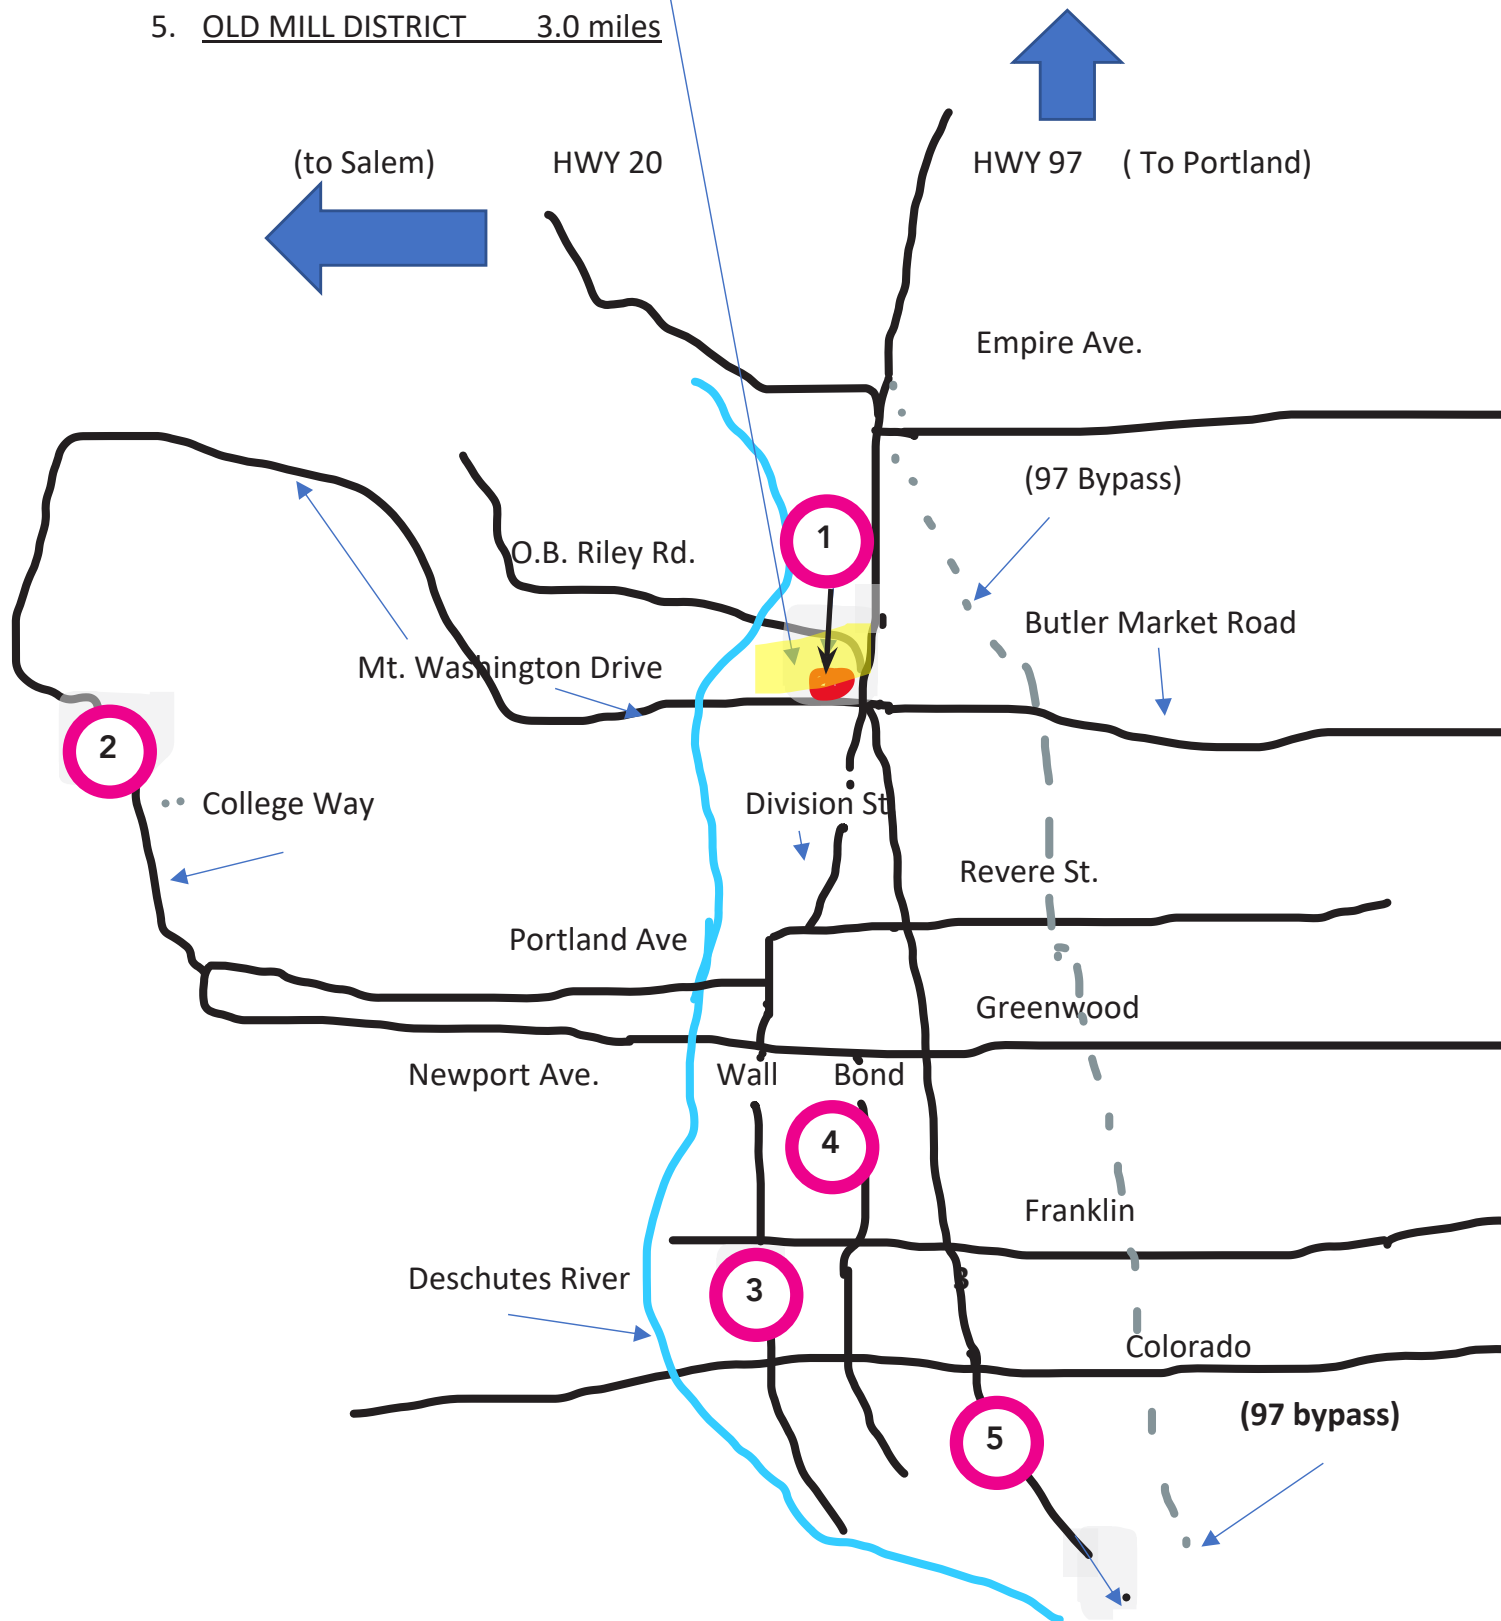 5. OLD MILL DISTRICT 3.0 miles
(to Salem) HWY 20 HWY 97 ( To Portland)
Empire Ave.
(97 Bypass)
1
O.B. Riley Rd.
Butler Market Road
Mt. Washington Drive
2
College Way
Division St
Revere St.
Portland Ave
Greenwood
Newport Ave. Wall Bond
4
Franklin
Deschutes River
3
3
Colorado
(97 bypass)
5